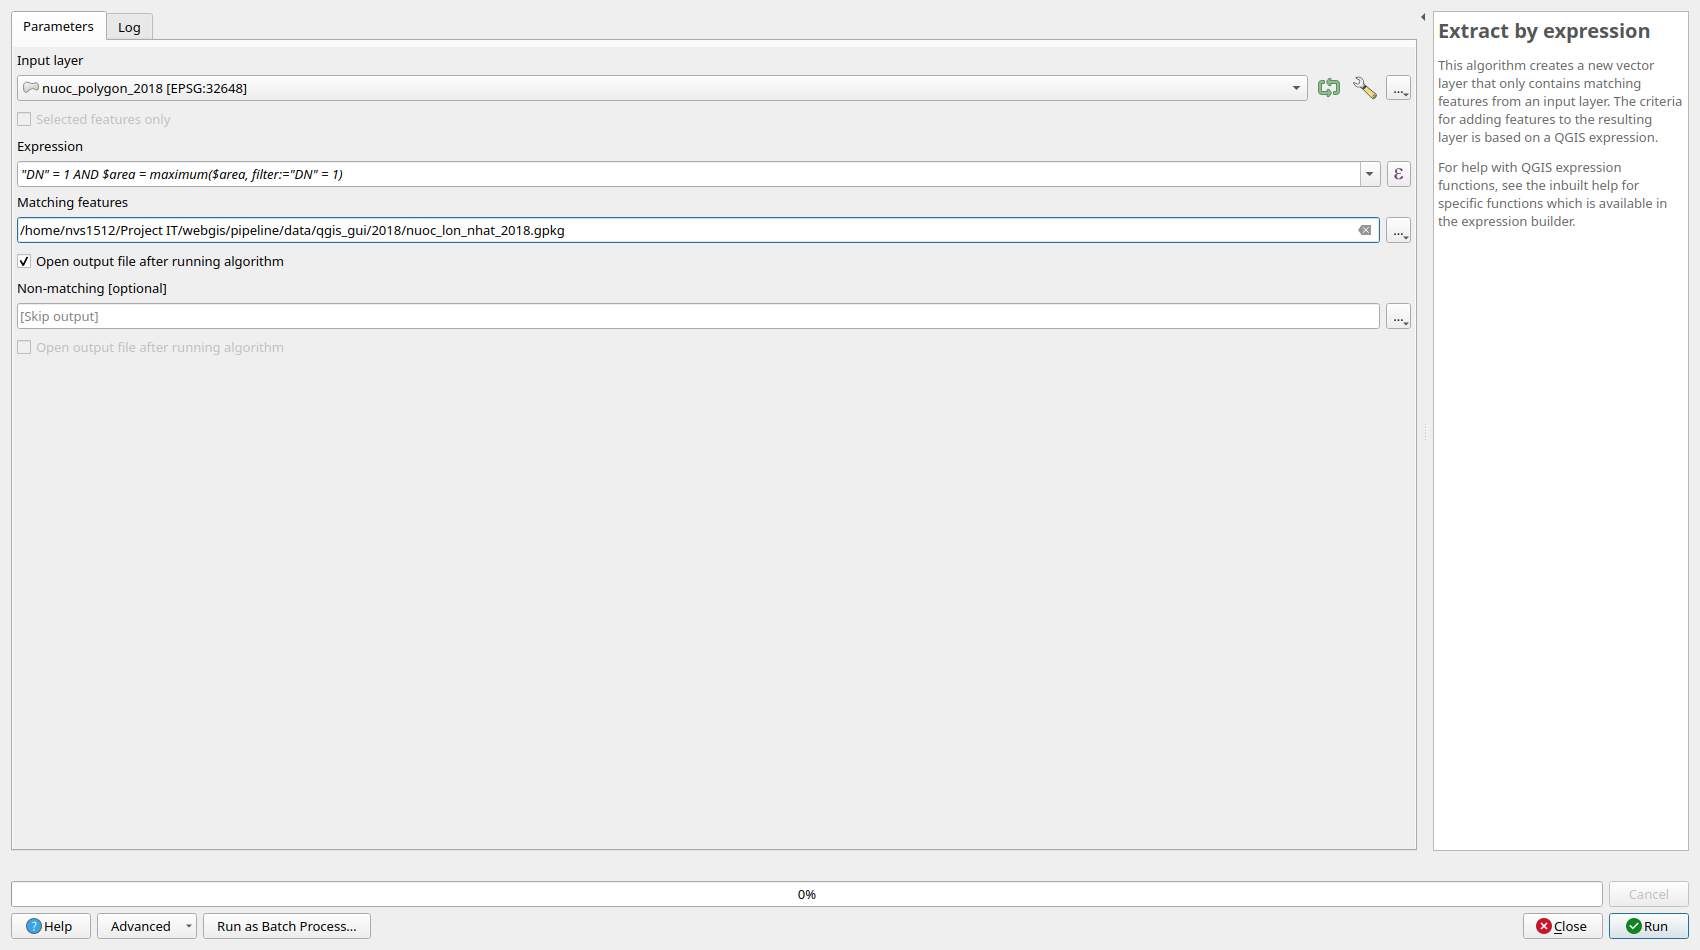 Parameters
Log
Input layer
nuoc_polygon_2018 [EPSG:32648]
...
Selected features only
Expression
"DN" = 1 AND $area = maximum($area, filter:="DN" = 1)
ε
Matching features
/home/nvs1512/Project IT/webgis/pipeline/data/qgis_gui/2018/nuoc_lon_nhat_2018.gpkg
...
Open output file after running algorithm
Non-matching [optional]
[Skip output]
...
Open output file after running algorithm
Extract by expression
This algorithm creates a new vector
layer that only contains matching
features from an input layer. The criteria
for adding features to the resulting
layer is based on a QGIS expression.
For help with QGIS expression
functions, see the inbuilt help for
specific functions which is available in
the expression builder.
0%
Cancel
? Help
Advanced
Run as Batch Process...
Close
Run